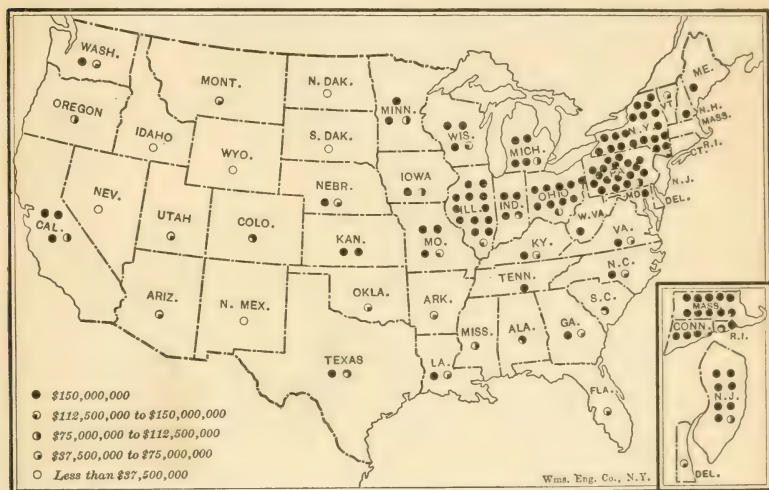 WASH.
MONT.
N. DAK.
MINN.
ME.
OREGON
IDAHO
WYO.
S. DAK.
WIS.
MICH.
N.Y.
VT.
N.H.
MASS.
R.I.
CT.
NEV.
UTAH
COLO.
NEBR.
IOWA
ILL.
IND.
OHIO
PA.
N.J.
MD.
DEL.
W.VA.
CAL.
KAN.
MO.
KY.
VA.
ARIZ.
N. MEX.
OKLA.
ARK.
TENN.
N.C.
S.C.
TEXAS
LA.
MISS.
ALA.
GA.
FLA.
MASS.
CONN.
R.I.
N.J.
DEL.
$150,000,000
$112,500,000 to $150,000,000
$75,000,000 to $112,500,000
$37,500,000 to $75,000,000
Less than $37,500,000
Wms. Eng. Co., N.Y.